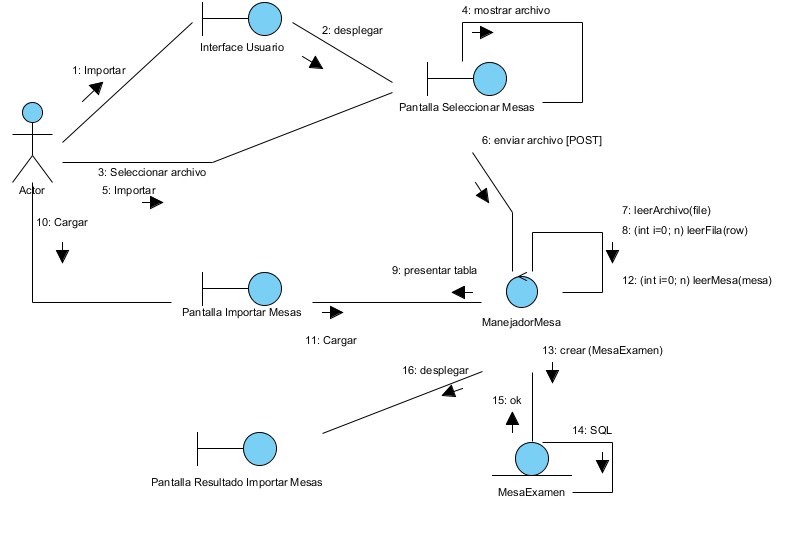 4: mostrar archivo
2: desplegar
Interface Usuario
1: Importar
Pantalla Seleccionar Mesas
6: enviar archivo [POST]
3: Seleccionar archivo
5: Importar
Actor
10: Cargar
7: leerArchivo(file)
8: (int i=0; n) leerFila(row)
9: presentar tabla
12: (int i=0; n) leerMesa(mesa)
Pantalla Importar Mesas
ManejadorMesa
11: Cargar
13: crear (MesaExamen)
16: desplegar
15: ok
14: SQL
Pantalla Resultado Importar Mesas
MesaExamen